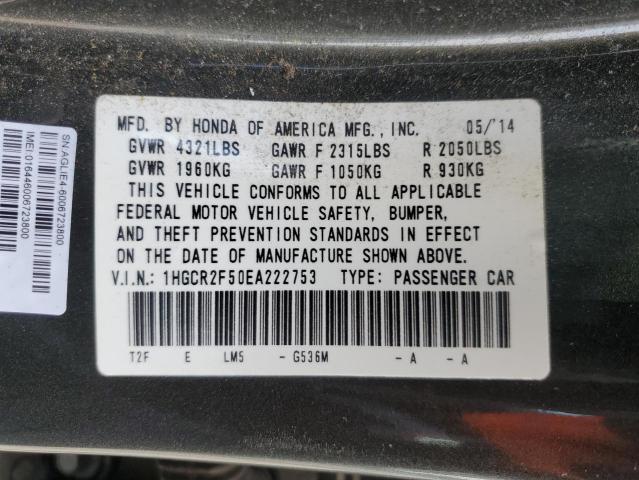 MFD. BY HONDA OF AMERICA MFG., INC. 05/'14
GVWR 4321LBS GAWR F 2315LBS R 2050LBS
GVWR 1960KG GAWR F 1050KG R 930KG
THIS VEHICLE CONFORMS TO ALL APPLICABLE
FEDERAL MOTOR VEHICLE SAFETY, BUMPER,
AND THEFT PREVENTION STANDARDS IN EFFECT
ON THE DATE OF MANUFACTURE SHOWN ABOVE.
V.I.N.: 1HGCR2F50EA222753 TYPE: PASSENGER CAR
T2F E LM5 - G536M - A - A
SN:AGLIE4-6006723800
IMEI:016446006723800